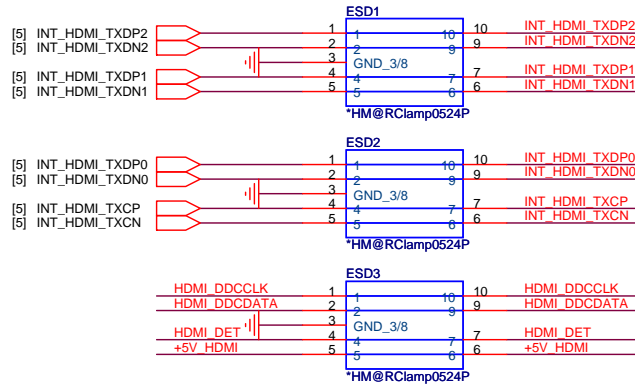 ESD1
[5] INT_HDMI_TXDP2 1 1 10 10 INT_HDMI_TXDP2
[5] INT_HDMI_TXDN2 2 2 9 9 INT_HDMI_TXDN2
3 GND_3/8
[5] INT_HDMI_TXDP1 4 4 7 7 INT_HDMI_TXDP1
[5] INT_HDMI_TXDN1 5 5 6 6 INT_HDMI_TXDN1
*HM@RClamp0524P
ESD2
[5] INT_HDMI_TXDP0 1 1 10 10 INT_HDMI_TXDP0
[5] INT_HDMI_TXDN0 2 2 9 9 INT_HDMI_TXDN0
3 GND_3/8
[5] INT_HDMI_TXCP 4 4 7 7 INT_HDMI_TXCP
[5] INT_HDMI_TXCN 5 5 6 6 INT_HDMI_TXCN
*HM@RClamp0524P
ESD3
HDMI_DDCCLK 1 1 10 10 HDMI_DDCCLK
HDMI_DDCDATA 2 2 9 9 HDMI_DDCDATA
3 GND_3/8
HDMI_DET 4 4 7 7 HDMI_DET
+5V_HDMI 5 5 6 6 +5V_HDMI
*HM@RClamp0524P